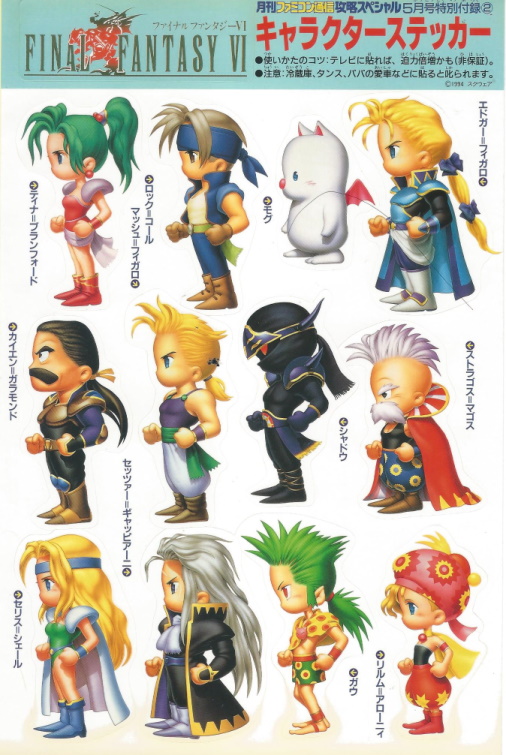 ファイナルファンタジーVI
FINAL FANTASY VI
月刊ファミコン通信 攻略スペシャル 5月号特別付録②
キャラクターステッカー
●使いかたのコツ:テレビに貼れば、迫力倍増かも(非保証)。
●注意:冷蔵庫、タンス、パパの愛車などに貼ると叱られます。
©1994 スクウェア
ティナ=ブランフォード
ロック=コール
マッシュ=フィガロ
モグ
エドガー=フィガロ
カイエン=ガラモンド
セッツァー=ギャッビアーニ
シャドウ
ストラゴス=マゴス
セリス=シェール
ガウ
リルム=アローニィ